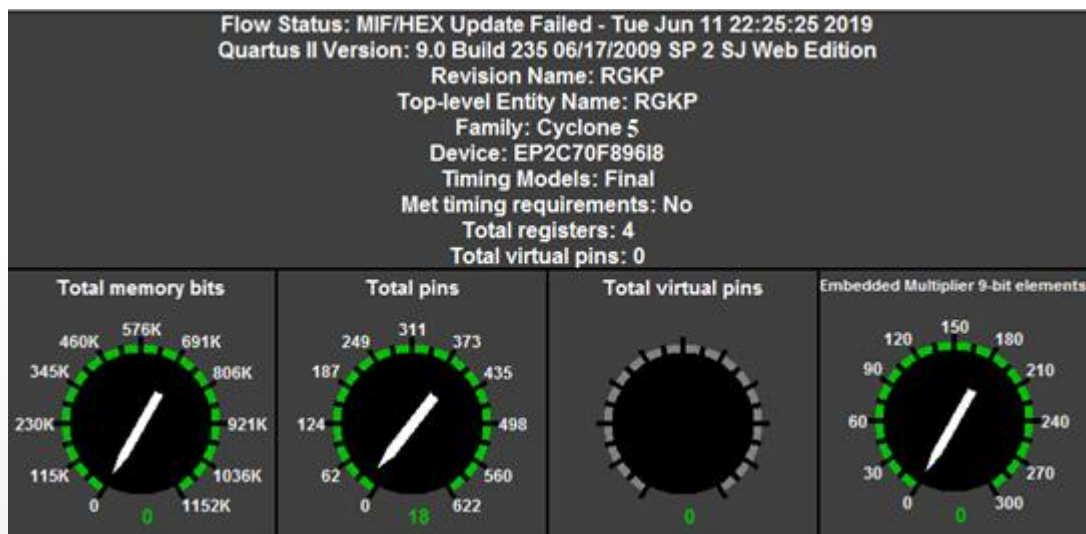 Flow Status: MIF/HEX Update Failed - Tue Jun 11 22:25:25 2019
Quartus II Version: 9.0 Build 235 06/17/2009 SP 2 SJ Web Edition
Revision Name: RGKP
Top-level Entity Name: RGKP
Family: Cyclone 5
Device: EP2C70F896I8
Timing Models: Final
Met timing requirements: No
Total registers: 4
Total virtual pins: 0
Total memory bits
0
115K
230K
345K
460K
576K
691K
806K
921K
1036K
1152K
0
Total pins
0
62
124
187
249
311
373
435
498
560
622
18
Total virtual pins
0
Embedded Multiplier 9-bit elements
0
30
60
90
120
150
180
210
240
270
300
0